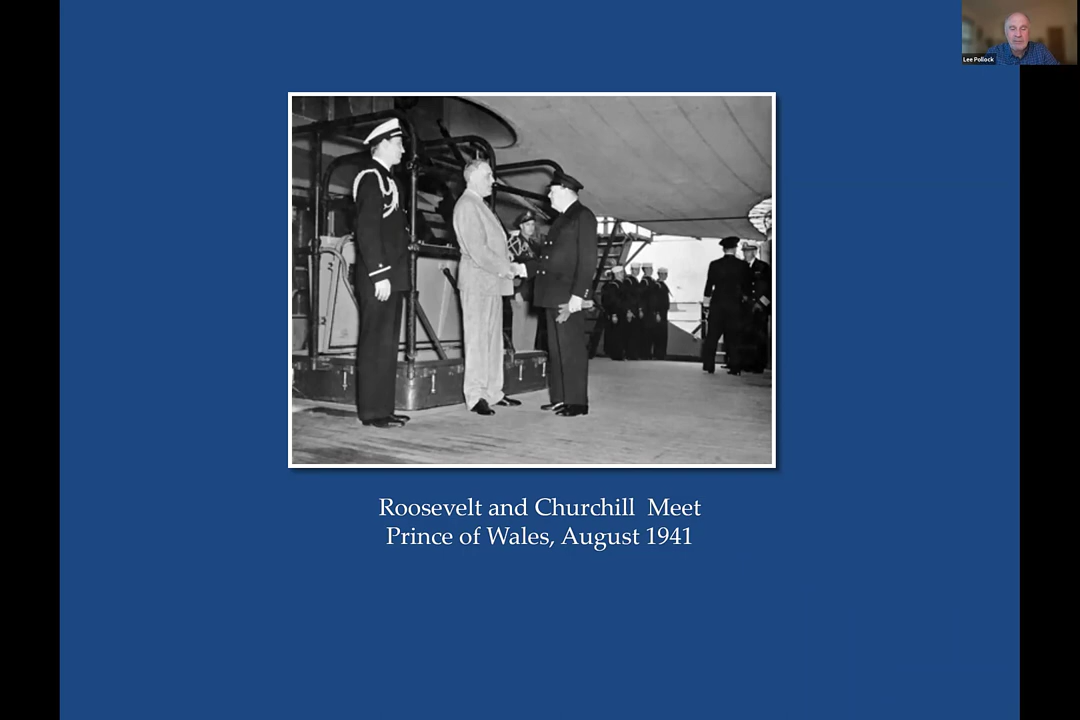 Lee Pollock
Roosevelt and Churchill  Meet
Prince of Wales, August 1941